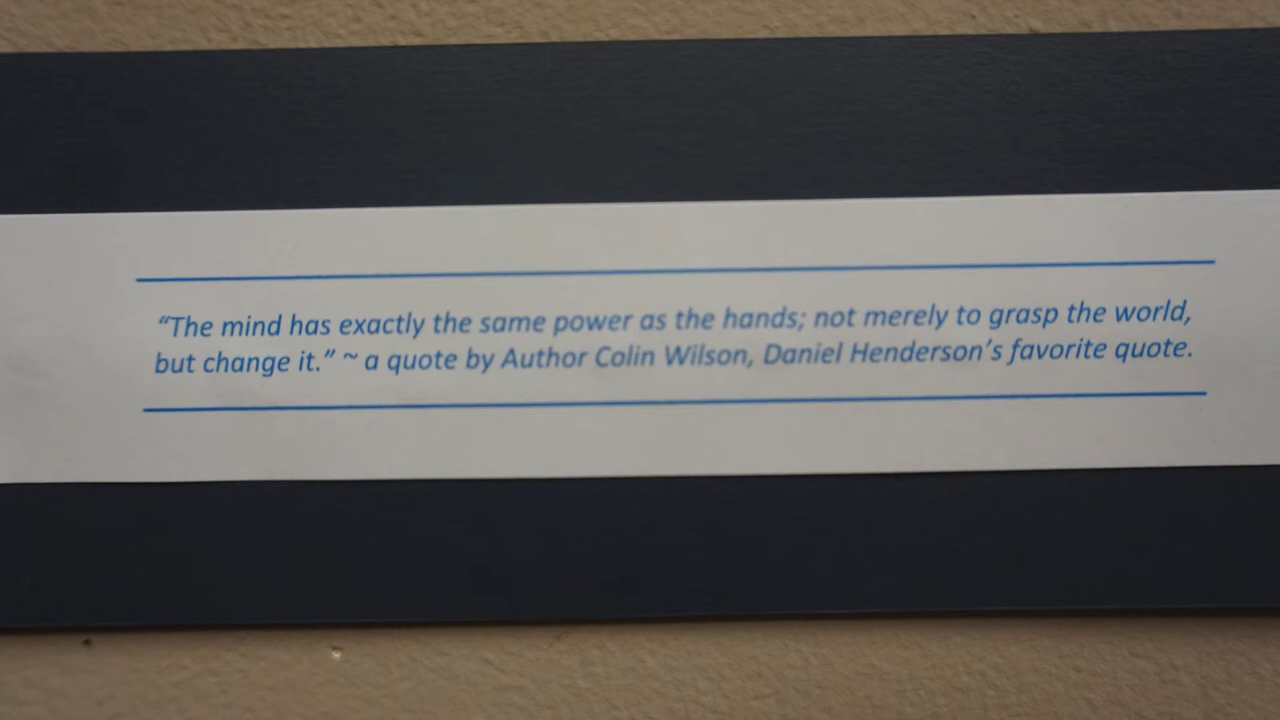 “The mind has exactly the same power as the hands; not merely to grasp the world,
but change it.” ~ a quote by Author Colin Wilson, Daniel Henderson’s favorite quote.